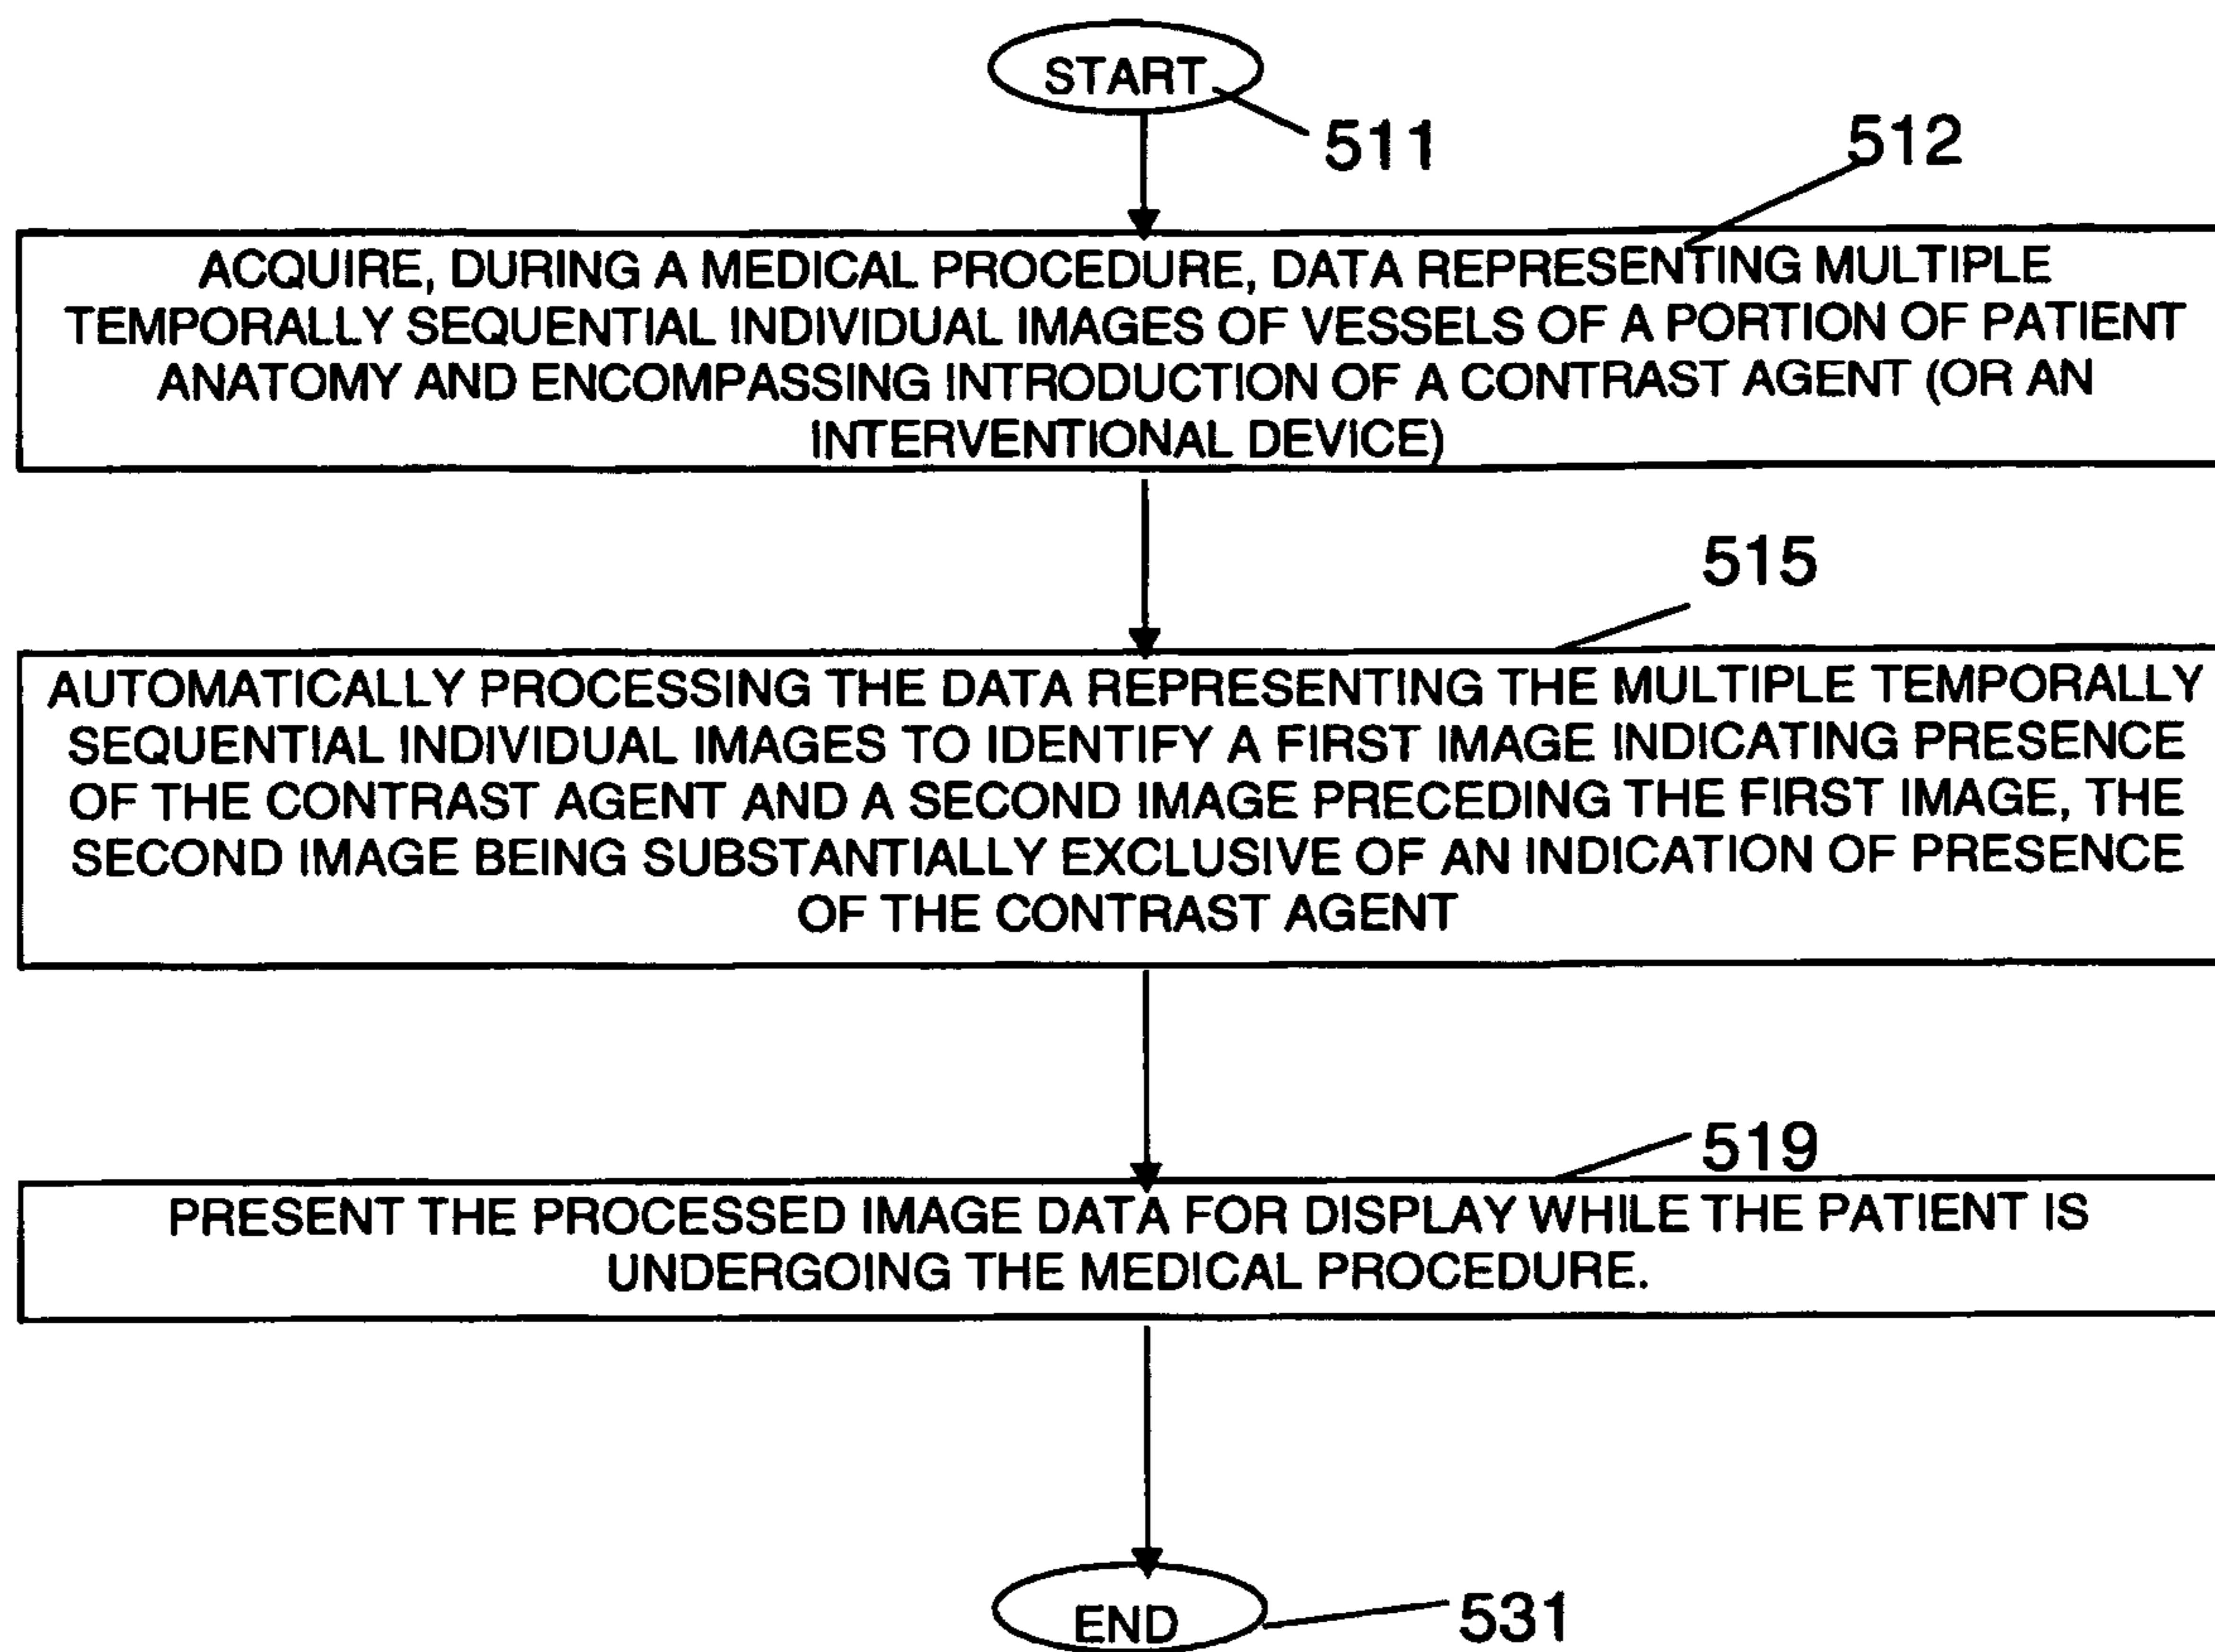 START
511
512
ACQUIRE, DURING A MEDICAL PROCEDURE, DATA REPRESENTING MULTIPLE
TEMPORALLY SEQUENTIAL INDIVIDUAL IMAGES OF VESSELS OF A PORTION OF PATIENT
ANATOMY AND ENCOMPASSING INTRODUCTION OF A CONTRAST AGENT (OR AN
INTERVENTIONAL DEVICE)
515
AUTOMATICALLY PROCESSING THE DATA REPRESENTING THE MULTIPLE TEMPORALLY
SEQUENTIAL INDIVIDUAL IMAGES TO IDENTIFY A FIRST IMAGE INDICATING PRESENCE
OF THE CONTRAST AGENT AND A SECOND IMAGE PRECEDING THE FIRST IMAGE, THE
SECOND IMAGE BEING SUBSTANTIALLY EXCLUSIVE OF AN INDICATION OF PRESENCE
OF THE CONTRAST AGENT
519
PRESENT THE PROCESSED IMAGE DATA FOR DISPLAY WHILE THE PATIENT IS
UNDERGOING THE MEDICAL PROCEDURE.
END
531